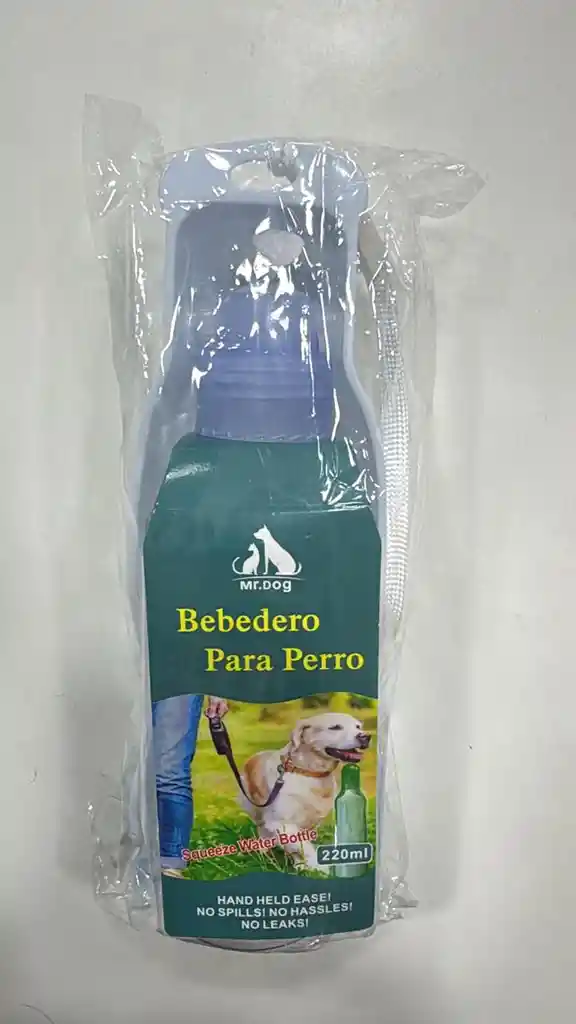 Mr.Dog
Bebedero
Para Perro
Squeeze Water Bottle
220ml
HAND HELD EASE!
NO SPILLS! NO HASSLES!
NO LEAKS!